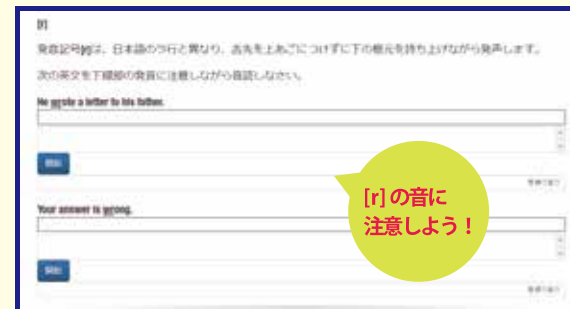 [r]
発音記号[r]は、日本語のラ行と異なり、舌先を上あごにつけずに下の根元を持ち上げながら発声します。
次の英文を下線部の発音に注意しながら音読しなさい。
He wrote a letter to his father.
[r]の音に
注意しよう！
Your answer is wrong.